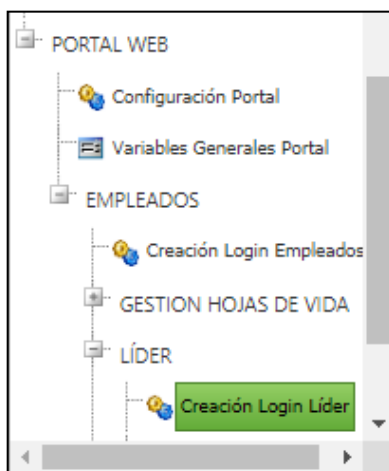 PORTAL WEB
Configuración Portal
Variables Generales Portal
EMPLEADOS
Creación Login Empleados
GESTION HOJAS DE VIDA
LÍDER
Creación Login Líder